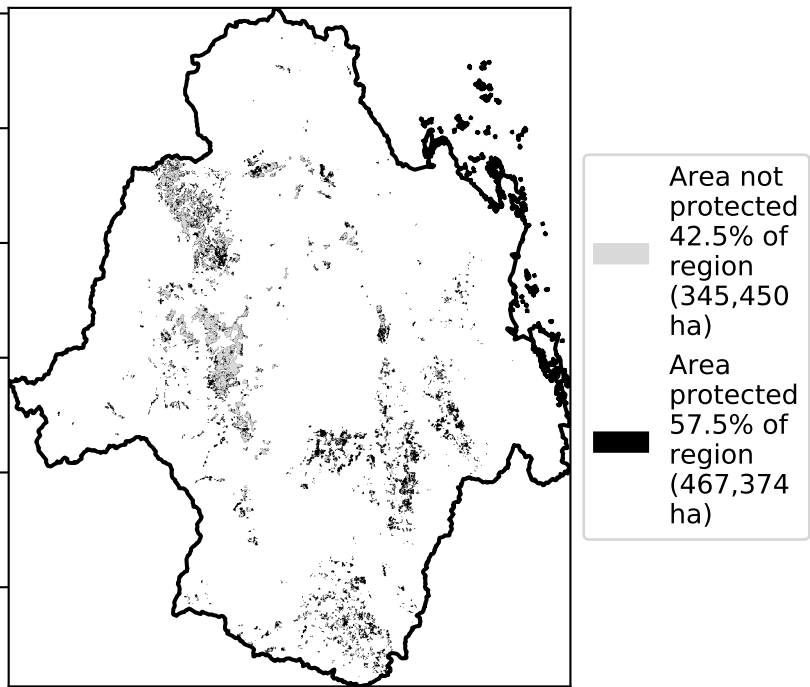 Area not
protected
42.5% of
region
(345,450
ha)
Area
protected
57.5% of
region
(467,374
ha)